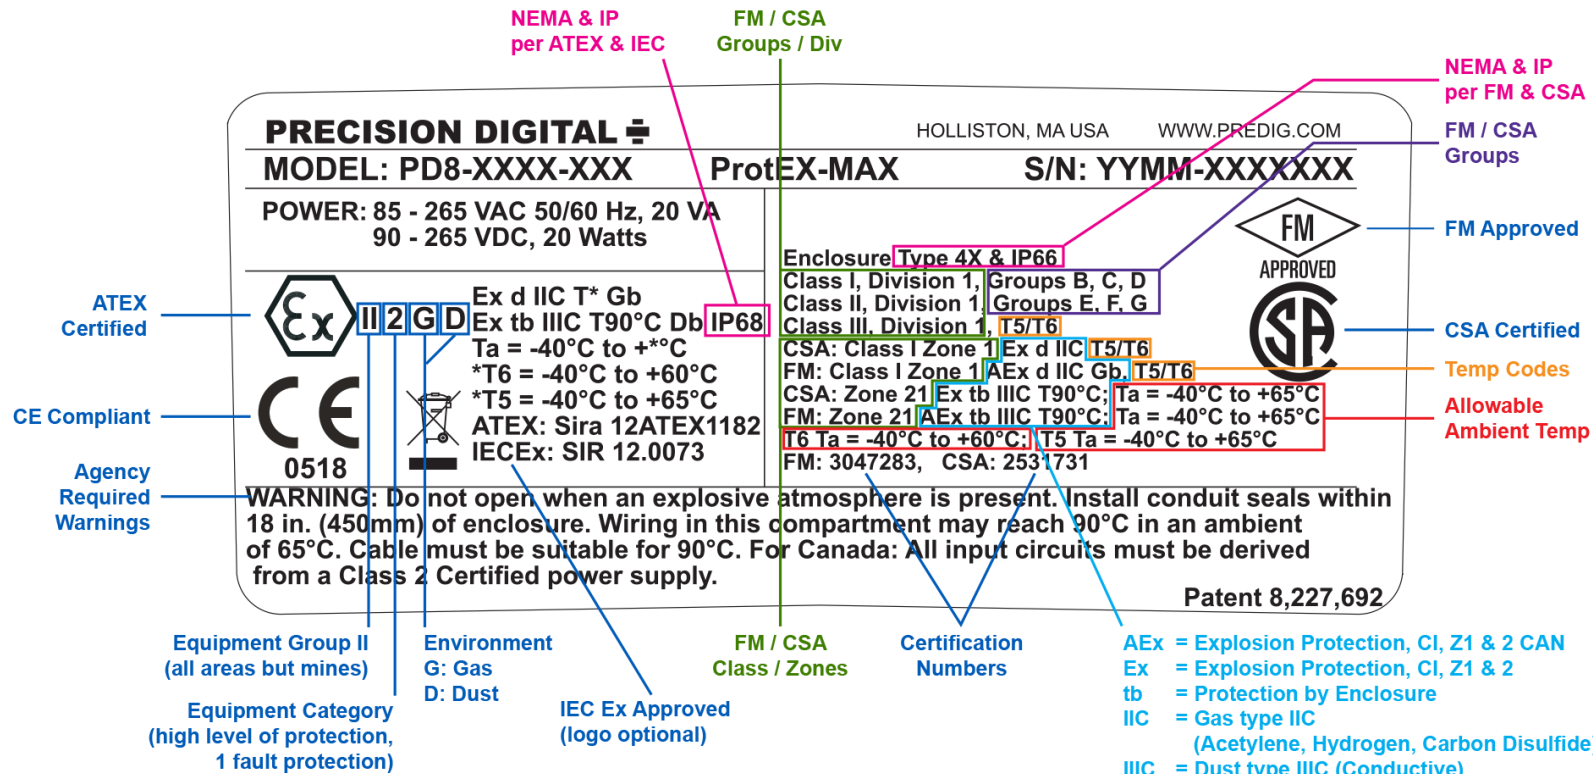 NEMA & IP
per ATEX & IEC
FM / CSA
Groups / Div
NEMA & IP
per FM & CSA
FM / CSA
Groups
FM Approved
CSA Certified
Temp Codes
Allowable
Ambient Temp
ATEX
Certified
CE Compliant
Agency
Required
Warnings
PRECISION DIGITAL
HOLLISTON, MA USA WWW.PREDIG.COM
MODEL: PD8-XXXX-XXX ProtEX-MAX S/N: YYMM-XXXXXXX
POWER: 85 - 265 VAC 50/60 Hz, 20 VA
90 - 265 VDC, 20 Watts
Ex II 2 G D
Ex d IIC T* Gb
Ex tb IIIC T90°C Db IP68
Ta = -40°C to +*°C
*T6 = -40°C to +60°C
*T5 = -40°C to +65°C
ATEX: Sira 12ATEX1182
IECEx: SIR 12.0073
CE
0518
Enclosure Type 4X & IP66
Class I, Division 1, Groups B, C, D
Class II, Division 1, Groups E, F, G
Class III, Division 1, T5/T6
CSA: Class I Zone 1 Ex d IIC T5/T6
FM: Class I Zone 1 AEx d IIC Gb, T5/T6
CSA: Zone 21 Ex tb IIIC T90°C; Ta = -40°C to +65°C
FM: Zone 21 AEx tb IIIC T90°C; Ta = -40°C to +65°C
T6 Ta = -40°C to +60°C; T5 Ta = -40°C to +65°C
FM: 3047283, CSA: 2531731
FM
APPROVED
CSA
WARNING: Do not open when an explosive atmosphere is present. Install conduit seals within
18 in. (450mm) of enclosure. Wiring in this compartment may reach 90°C in an ambient
of 65°C. Cable must be suitable for 90°C. For Canada: All input circuits must be derived
from a Class 2 Certified power supply.
Patent 8,227,692
Equipment Group II
(all areas but mines)
Equipment Category
(high level of protection,
1 fault protection)
Environment
G: Gas
D: Dust
IEC Ex Approved
(logo optional)
FM / CSA
Class / Zones
Certification
Numbers
AEx = Explosion Protection, CI, Z1 & 2 CAN
Ex = Explosion Protection, CI, Z1 & 2
tb = Protection by Enclosure
IIC = Gas type IIC
(Acetylene, Hydrogen, Carbon Disulfide)
IIIC = Dust type IIIC (Conductive)